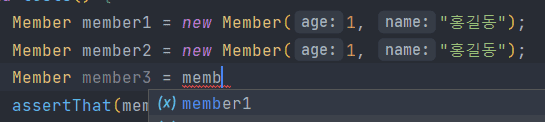 Member member1 = new Member( age: 1, name: "홍길동");
Member member2 = new Member( age: 1, name: "홍길동");
Member member3 = memb
(x) member1
assertThat(mem